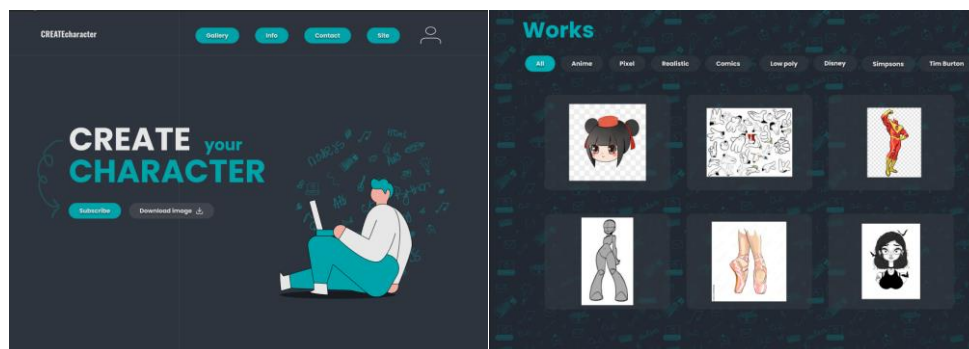 CREATEcharacter
Gallery Info Contact Site
CREATE your
CHARACTER
Subscribe Download image
Works
All Anime Pixel Realistic Comics Low poly Disney Simpsons Tim Burton